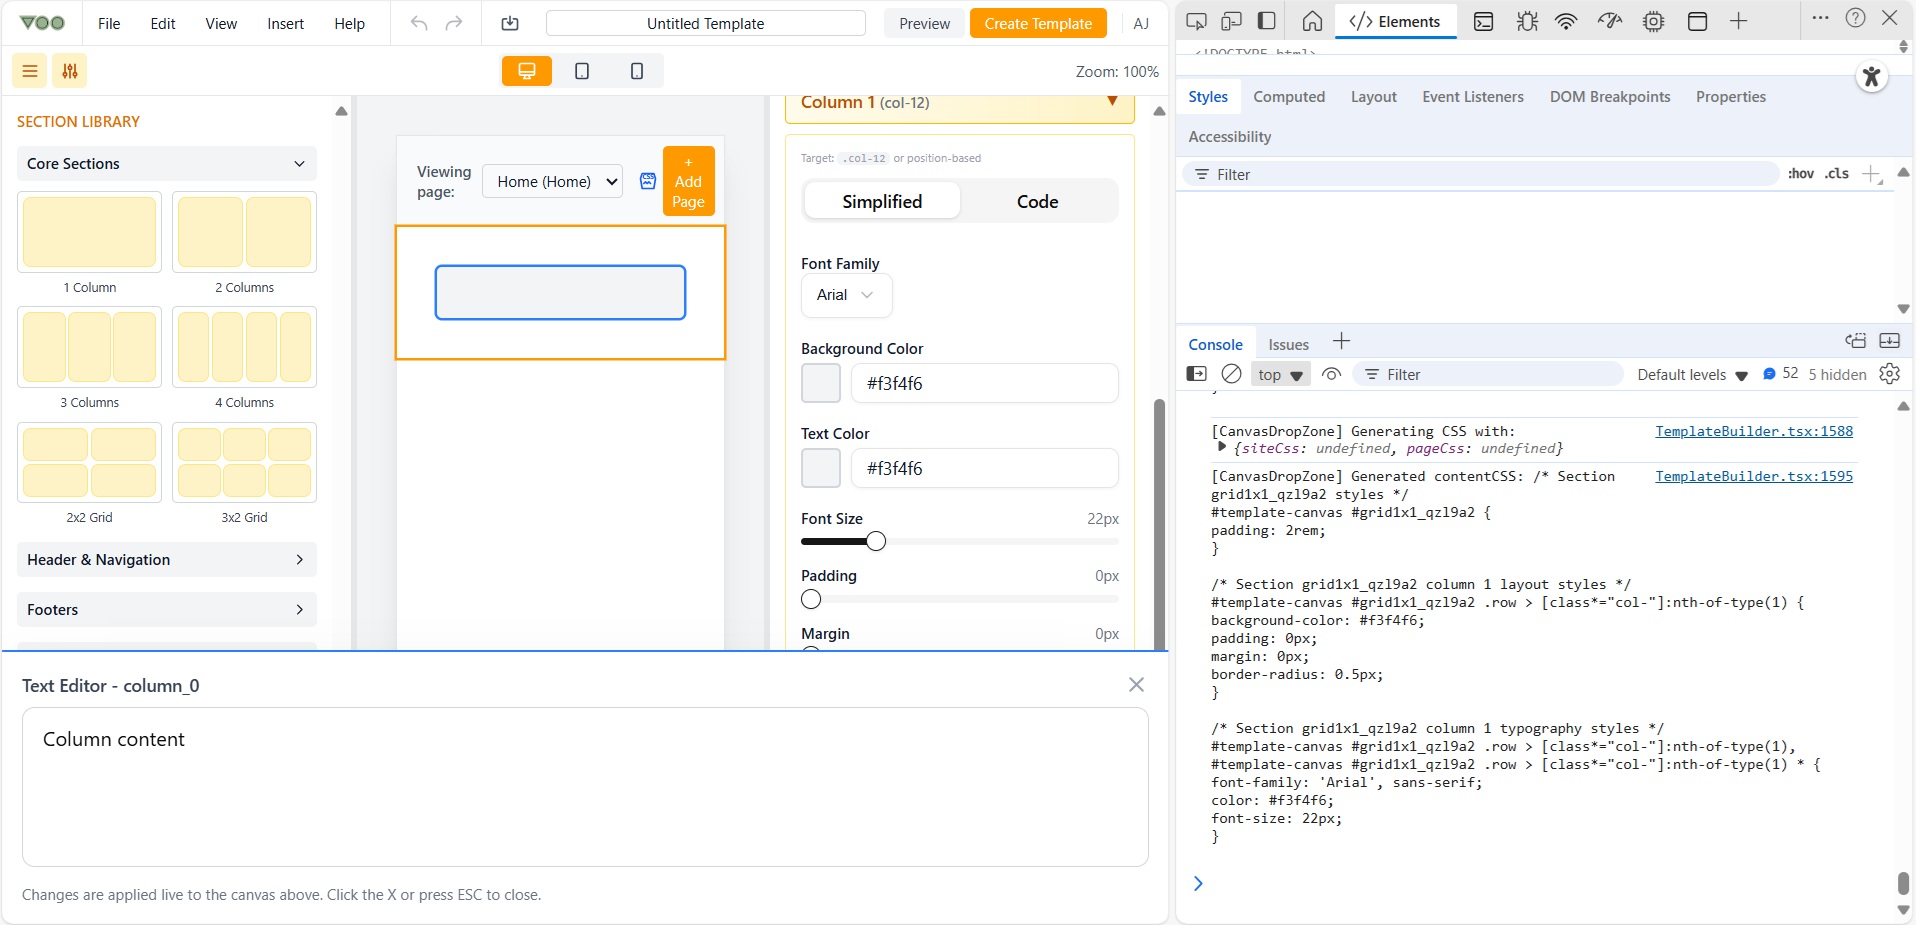 VOO
File
Edit
View
Insert
Help
Untitled Template
Preview
Create Template
AJ
Zoom: 100%
SECTION LIBRARY
Core Sections
1 Column
2 Columns
3 Columns
4 Columns
2x2 Grid
3x2 Grid
Header & Navigation
Footers
Viewing page:
Home (Home)
CSS
+ Add Page
Column 1 (col-12)
Target: .col-12 or position-based
Simplified
Code
Font Family
Arial
Background Color
#f3f4f6
Text Color
#f3f4f6
Font Size
22px
Padding
0px
Margin
0px
Text Editor - column_0
Column content
Changes are applied live to the canvas above. Click the X or press ESC to close.
Elements
<!DOCTYPE html>
Styles
Computed
Layout
Event Listeners
DOM Breakpoints
Properties
Accessibility
Filter
:hov
.cls
Console
Issues
top
Filter
Default levels
52
5 hidden
}
[CanvasDropZone] Generating CSS with:
TemplateBuilder.tsx:1588
{siteCss: undefined, pageCss: undefined}
[CanvasDropZone] Generated contentCSS: /* Section
TemplateBuilder.tsx:1595
grid1x1_qzl9a2 styles */
#template-canvas #grid1x1_qzl9a2 {
padding: 2rem;
}
/* Section grid1x1_qzl9a2 column 1 layout styles */
#template-canvas #grid1x1_qzl9a2 .row > [class*="col-"]:nth-of-type(1) {
background-color: #f3f4f6;
padding: 0px;
margin: 0px;
border-radius: 0.5px;
}
/* Section grid1x1_qzl9a2 column 1 typography styles */
#template-canvas #grid1x1_qzl9a2 .row > [class*="col-"]:nth-of-type(1),
#template-canvas #grid1x1_qzl9a2 .row > [class*="col-"]:nth-of-type(1) * {
font-family: 'Arial', sans-serif;
color: #f3f4f6;
font-size: 22px;
}